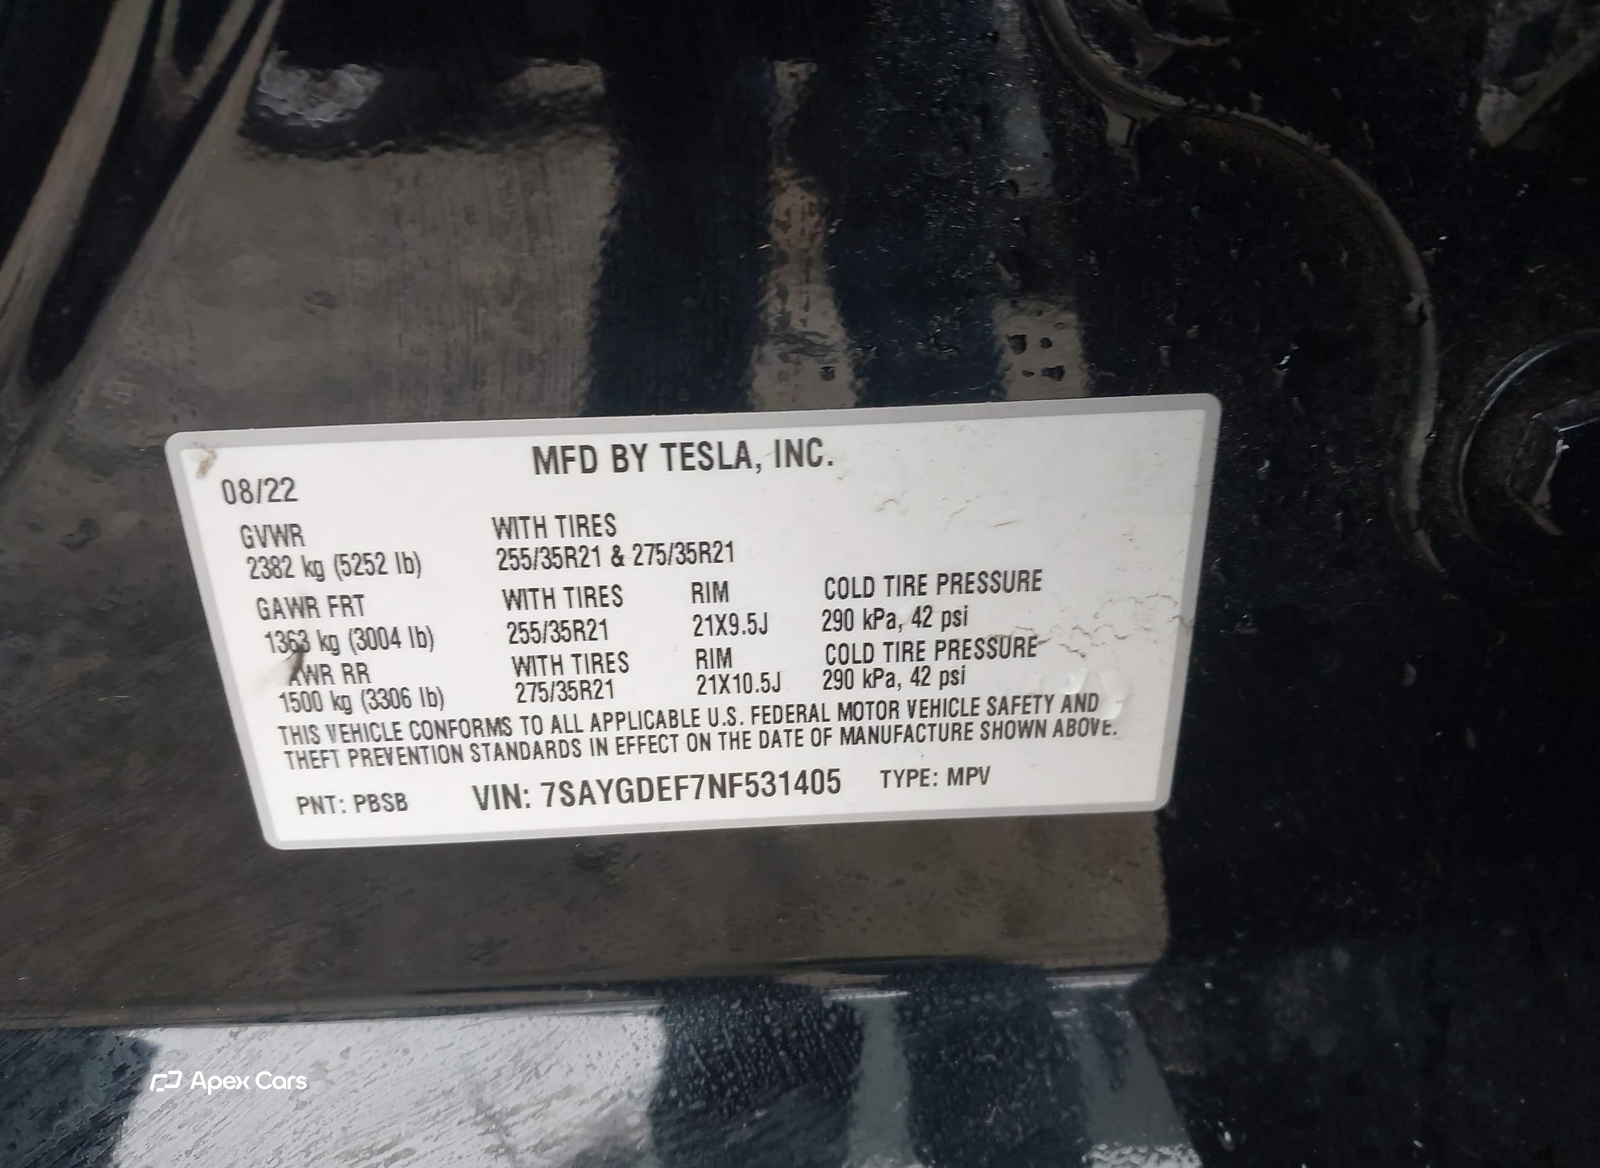 MFD BY TESLA, INC.
08/22
GVWR WITH TIRES
2382 kg (5252 lb) 255/35R21 & 275/35R21
GAWR FRT WITH TIRES RIM COLD TIRE PRESSURE
1363 kg (3004 lb) 255/35R21 21X9.5J 290 kPa, 42 psi
AWR RR WITH TIRES RIM COLD TIRE PRESSURE
1500 kg (3306 lb) 275/35R21 21X10.5J 290 kPa, 42 psi
THIS VEHICLE CONFORMS TO ALL APPLICABLE U.S. FEDERAL MOTOR VEHICLE SAFETY AND
THEFT PREVENTION STANDARDS IN EFFECT ON THE DATE OF MANUFACTURE SHOWN ABOVE.
PNT: PBSB VIN: 7SAYGDEF7NF531405 TYPE: MPV
Apex Cars